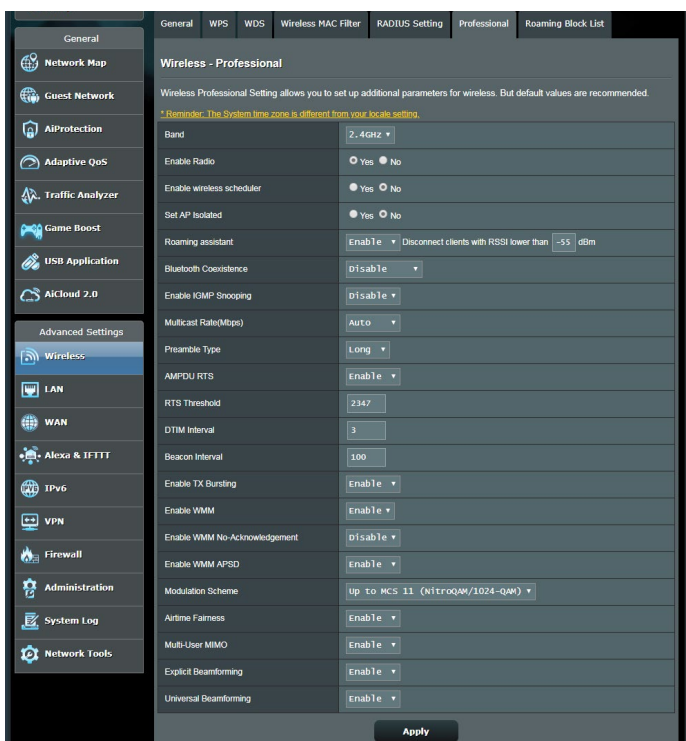 General
Network Map
Guest Network
AiProtection
Adaptive QoS
Traffic Analyzer
Game Boost
USB Application
AiCloud 2.0
Advanced Settings
Wireless
LAN
WAN
Alexa & IFTTT
IPv6
VPN
Firewall
Administration
System Log
Network Tools
General WPS WDS Wireless MAC Filter RADIUS Setting Professional Roaming Block List
Wireless - Professional
Wireless Professional Setting allows you to set up additional parameters for wireless. But default values are recommended.
* Reminder: The System time zone is different from your locale setting.
Band 2.4GHz
Enable Radio Yes No
Enable wireless scheduler Yes No
Set AP Isolated Yes No
Roaming assistant Enable Disconnect clients with RSSI lower than -55 dBm
Bluetooth Coexistence Disable
Enable IGMP Snooping Disable
Multicast Rate(Mbps) Auto
Preamble Type Long
AMPDU RTS Enable
RTS Threshold 2347
DTIM Interval 3
Beacon Interval 100
Enable TX Bursting Enable
Enable WMM Enable
Enable WMM No-Acknowledgement Disable
Enable WMM APSD Enable
Modulation Scheme Up to MCS 11 (NitroQAM/1024-QAM)
Airtime Fairness Enable
Multi-User MIMO Enable
Explicit Beamforming Enable
Universal Beamforming Enable
Apply